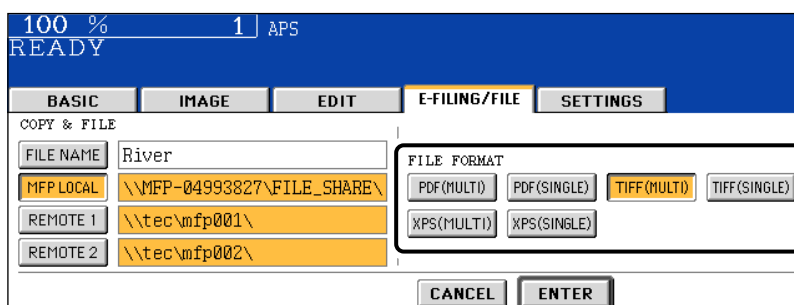 100 % 1 APS
READY
BASIC IMAGE EDIT E-FILING/FILE SETTINGS
COPY & FILE
FILE NAME River
MFP LOCAL \\MFP-04993827\FILE_SHARE\
REMOTE 1 \\tec\mfp001\
REMOTE 2 \\tec\mfp002\
FILE FORMAT
PDF(MULTI) PDF(SINGLE) TIFF(MULTI) TIFF(SINGLE)
XPS(MULTI) XPS(SINGLE)
CANCEL ENTER